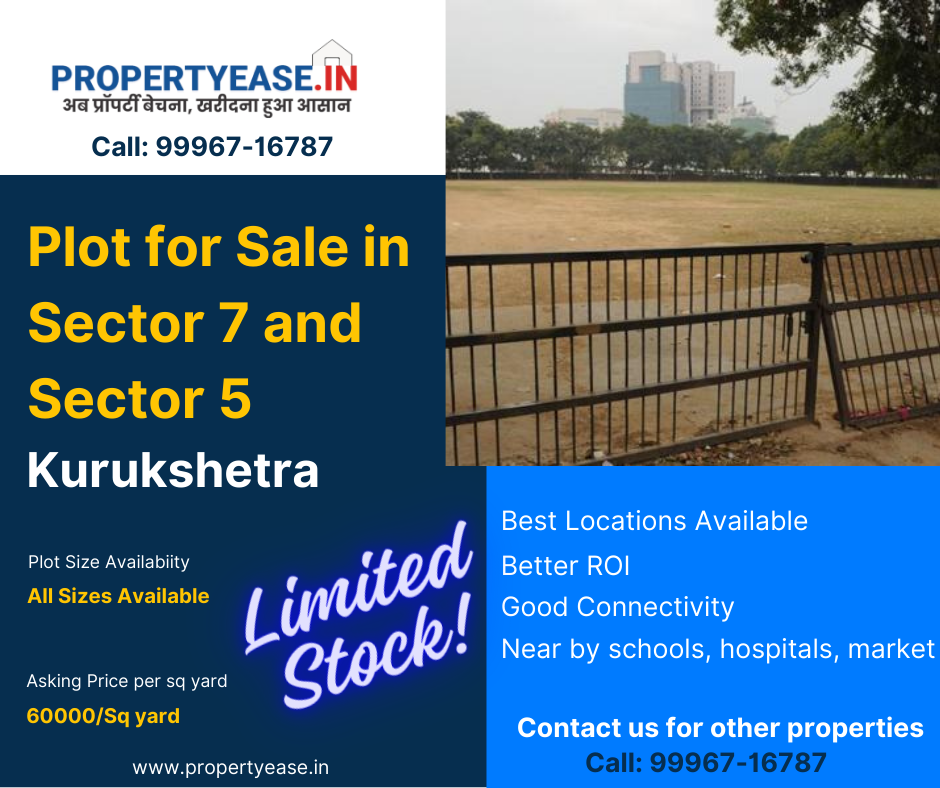 PROPERTYEASE.IN
अब प्रॉपर्टी बेचना, खरीदना हुआ आसान
Call: 99967-16787
Plot for Sale in
Sector 7 and
Sector 5
Kurukshetra
Plot Size Availabiity
All Sizes Available
Limited
Stock!
Asking Price per sq yard
60000/Sq yard
www.propertyease.in
Best Locations Available
Better ROI
Good Connectivity
Near by schools, hospitals, market
Contact us for other properties
Call: 99967-16787